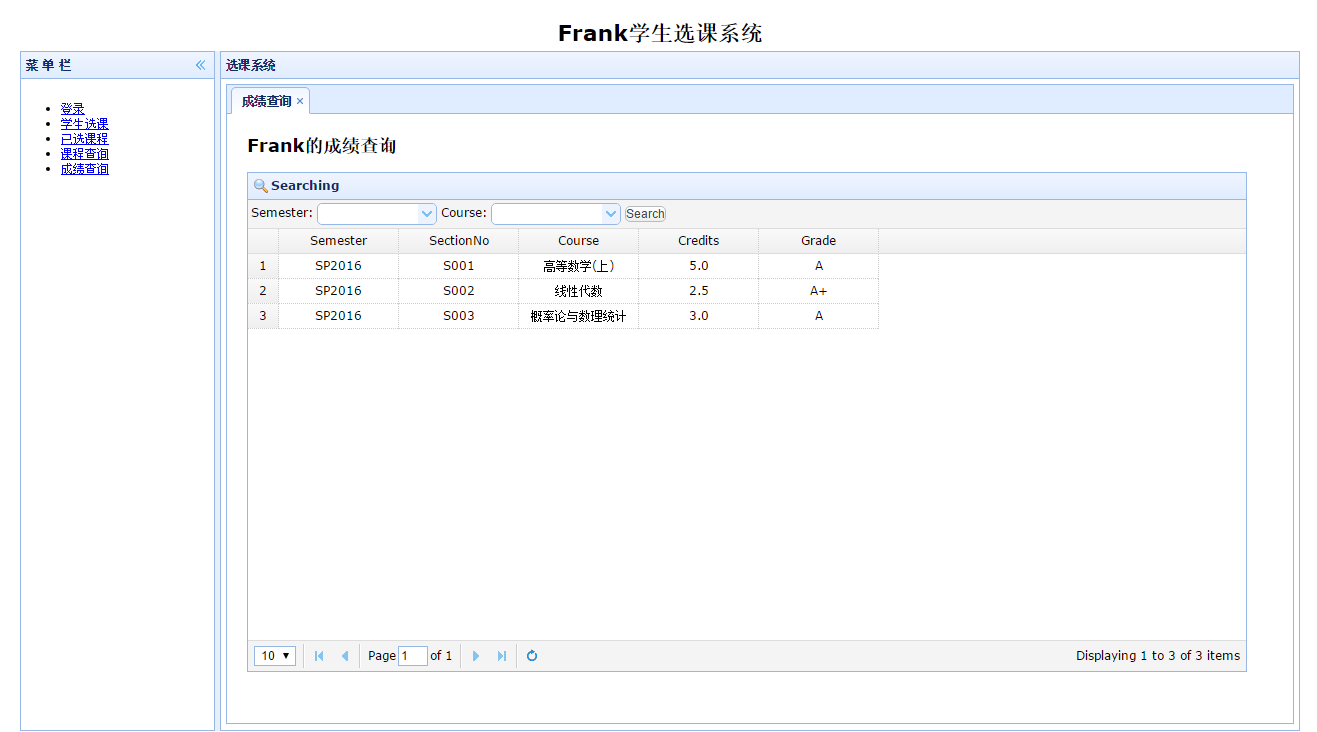 Frank学生选课系统
菜单栏
登录
学生选课
已选课程
课程查询
成绩查询
选课系统
成绩查询
Frank的成绩查询
Searching
Semester: Course: Search
Semester SectionNo Course Credits Grade
1 SP2016 S001 高等数学(上) 5.0 A
2 SP2016 S002 线性代数 2.5 A+
3 SP2016 S003 概率论与数理统计 3.0 A
10 Page 1 of 1 Displaying 1 to 3 of 3 items